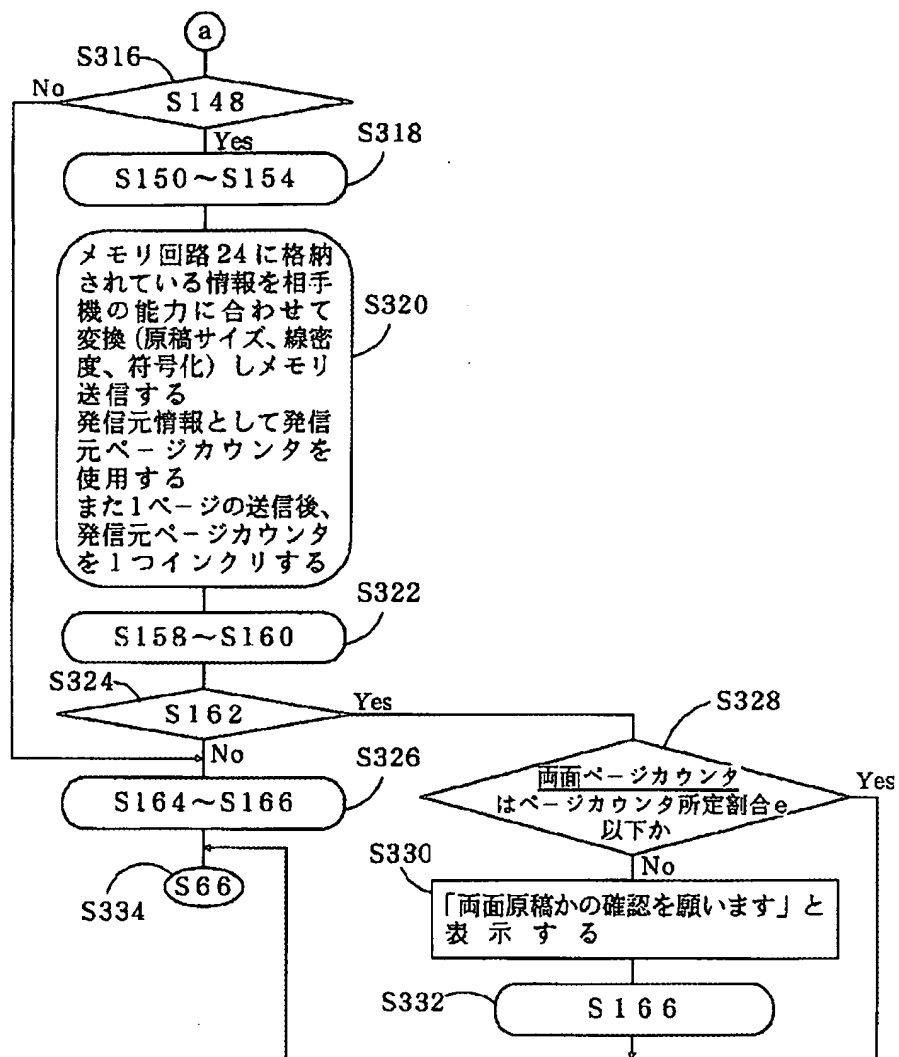 a
S316
No
S148
Yes
S318
S150～S154
メモリ回路24に格納
されている情報を相手
機の能力に合わせて
変換(原稿サイズ、線密
度、符号化)しメモリ
送信する
発信元情報として発信
元ページカウンタを
使用する
また1ページの送信後、
発信元ページカウンタ
を1つインクリする
S320
S322
S158～S160
S324
S162
Yes
No
S328
両面ページカウンタ
はページカウンタ所定割合e
以下か
Yes
S326
S164～S166
S330
No
S66
S334
「両面原稿かの確認を願います」と
表示する
S332
S166